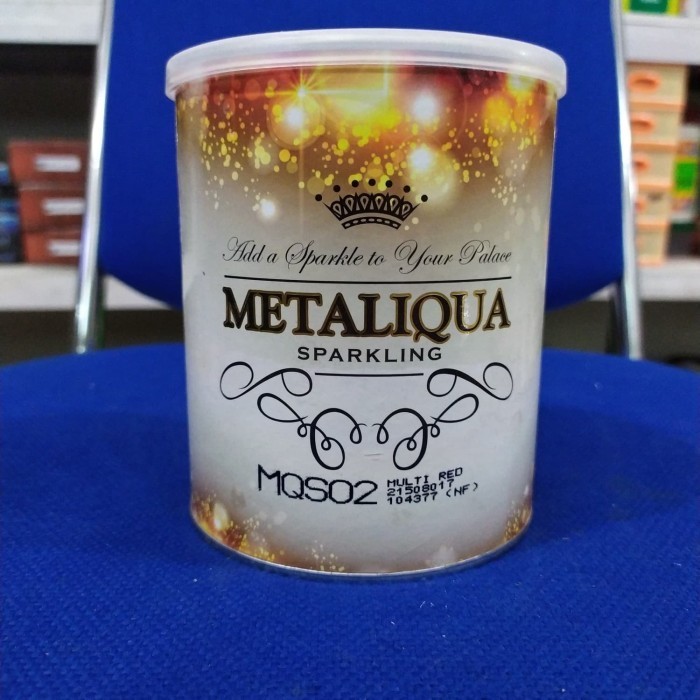 Add a Sparkle to Your Palace
METALIQUA
SPARKLING
MQS02
MULTI RED
21508017
104377 (NF)